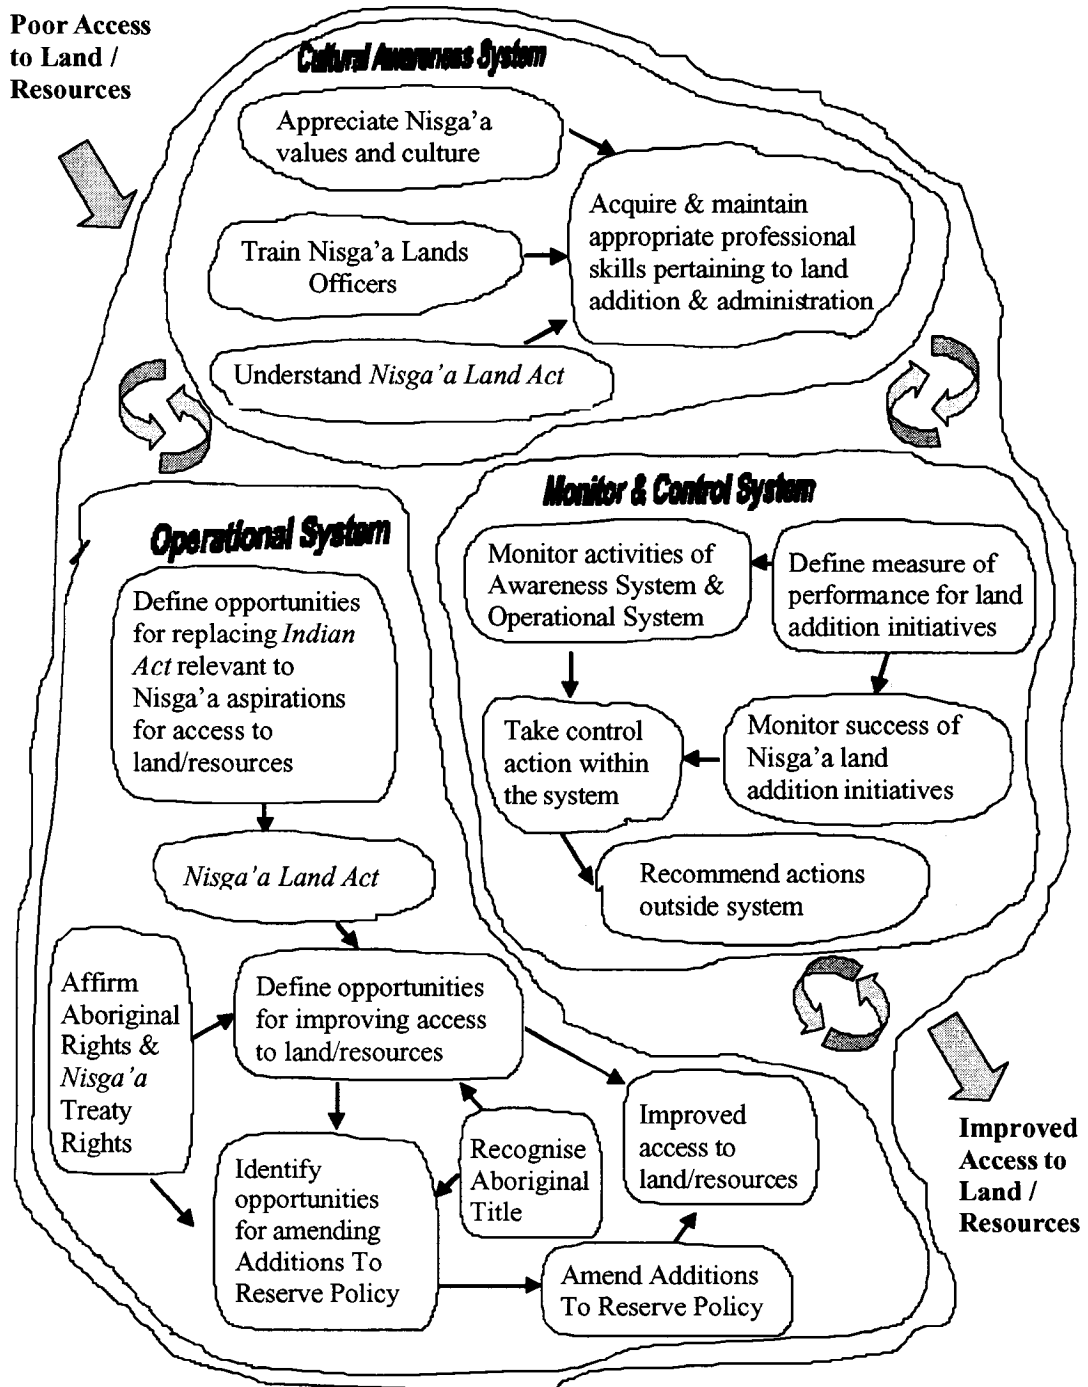 Poor Access
to Land /
Resources
Cultural Awareness System
Appreciate Nisga'a
values and culture
Train Nisga'a Lands
Officers
Understand Nisga'a Land Act
Acquire & maintain
appropriate professional
skills pertaining to land
addition & administration
Operational System
Define opportunities
for replacing Indian
Act relevant to
Nisga'a aspirations
for access to
land/resources
Nisga'a Land Act
Affirm
Aboriginal
Rights &
Nisga'a
Treaty
Rights
Define opportunities
for improving access
to land/resources
Identify
opportunities
for amending
Additions To
Reserve Policy
Recognise
Aboriginal
Title
Improved
access to
land/resources
Amend Additions
To Reserve Policy
Monitor & Control System
Monitor activities of
Awareness System &
Operational System
Define measure of
performance for land
addition initiatives
Take control
action within
the system
Monitor success of
Nisga'a land
addition initiatives
Recommend actions
outside system
Improved
Access to
Land /
Resources